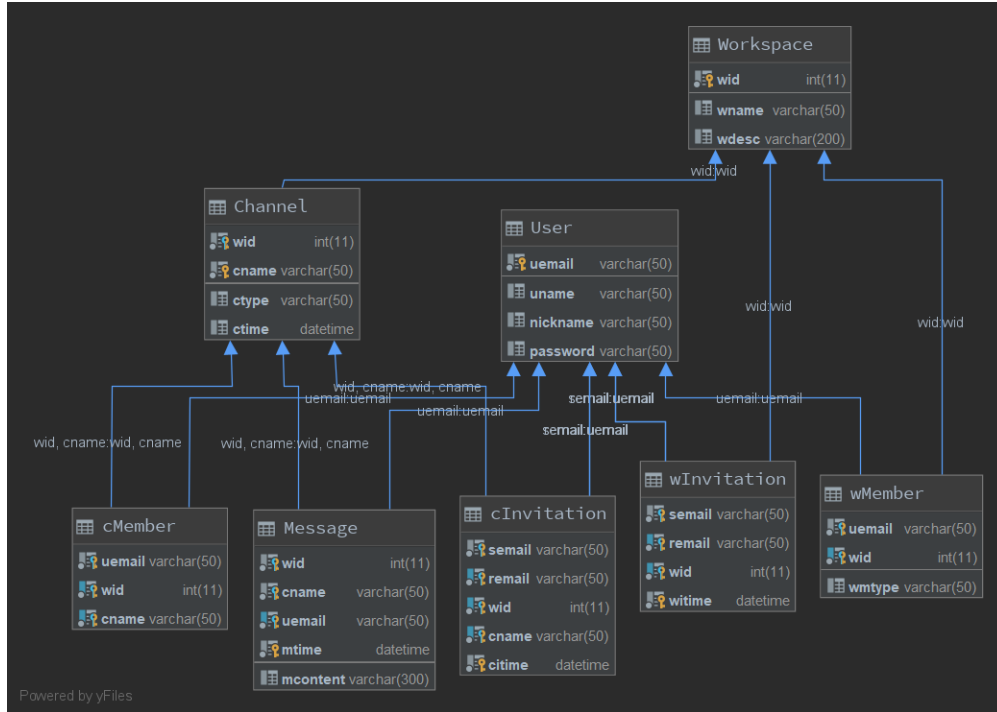 Workspace
wid int(11)
wname varchar(50)
wdesc varchar(200)
wid:wid
Channel
wid int(11)
cname varchar(50)
ctype varchar(50)
ctime datetime
User
uemail varchar(50)
uname varchar(50)
nickname varchar(50)
password varchar(50)
wid:wid
wid:wid
wid, cname:wid, cname
uemail:uemail
semail:uemail
uemail:uemail
uemail:uemail
semail:uemail
wid, cname:wid, cname
wid, cname:wid, cname
cMember
uemail varchar(50)
wid int(11)
cname varchar(50)
Message
wid int(11)
cname varchar(50)
uemail varchar(50)
mtime datetime
mcontent varchar(300)
cInvitation
semail varchar(50)
remail varchar(50)
wid int(11)
cname varchar(50)
citime datetime
wInvitation
semail varchar(50)
remail varchar(50)
wid int(11)
witime datetime
wMember
uemail varchar(50)
wid int(11)
wmtype varchar(50)
Powered by yFiles